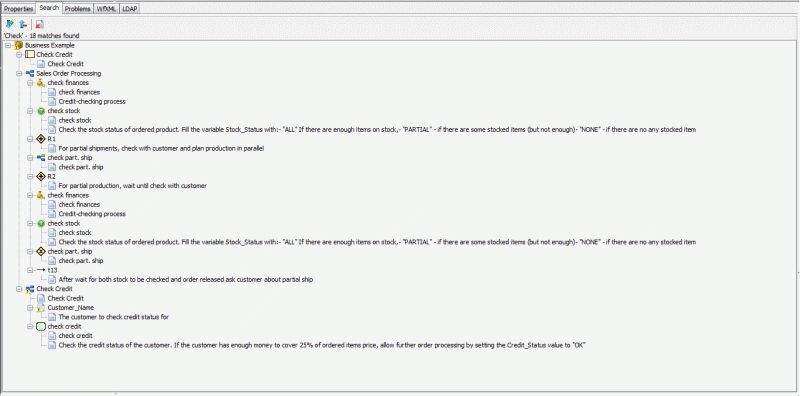 Properties Search Problems WfXML LDAP
'Check' - 18 matches found
Business Example
Check Credit
Check Credit
Sales Order Processing
check finances
check finances
Credit-checking process
check stock
check stock
Check the stock status of ordered product. Fill the variable Stock_Status with:- "ALL" If there are enough items on stock,- "PARTIAL" - if there are some stocked items (but not enough)- "NONE" - if there are no any stocked item
R1
For partial shipments, check with customer and plan production in parallel
check part. ship
check part. ship
R2
For partial production, wait until check with customer
check finances
check finances
Credit-checking process
check stock
check stock
Check the stock status of ordered product. Fill the variable Stock_Status with:- "ALL" If there are enough items on stock,- "PARTIAL" - if there are some stocked items (but not enough)- "NONE" - if there are no any stocked item
check part. ship
check part. ship
t13
After wait for both stock to be checked and order released ask customer about partial ship
Check Credit
Check Credit
Customer_Name
The customer to check credit status for
check credit
check credit
Check the credit status of the customer. If the customer has enough money to cover 25% of ordered items price, allow further order processing by setting the Credit_Status value to "OK"